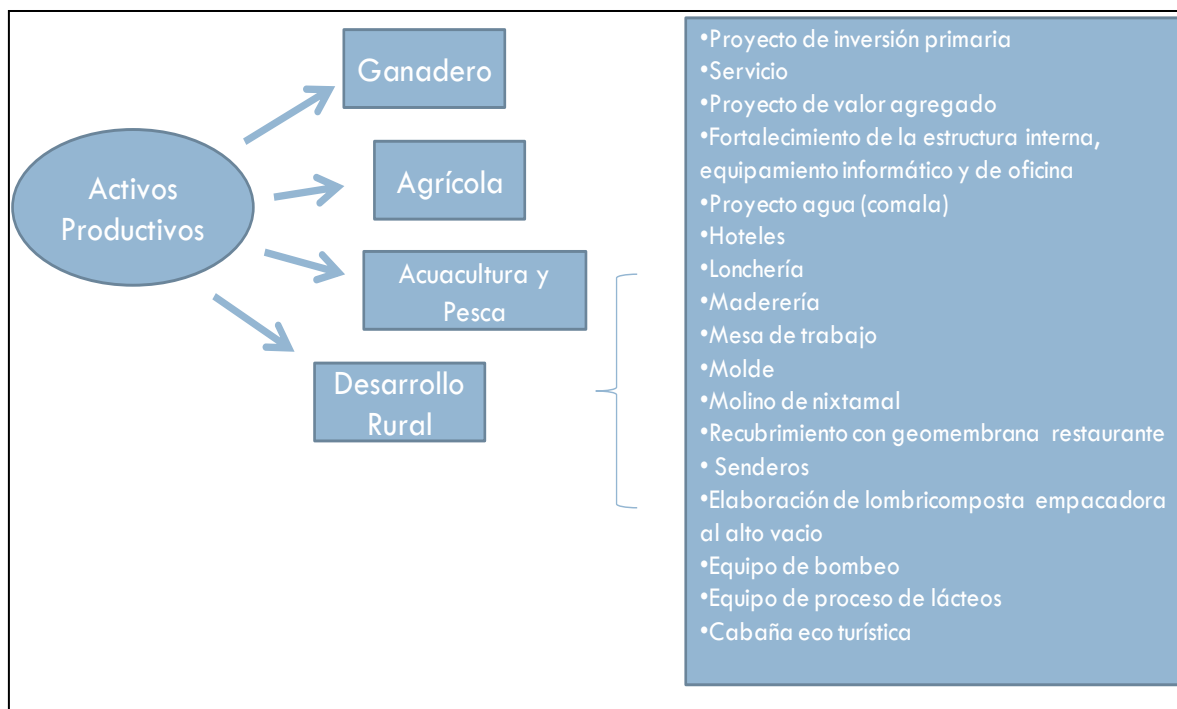 Activos
Productivos
Ganadero
Agrícola
Acuacultura y
Pesca
Desarrollo
Rural
•Proyecto de inversión primaria
•Servicio
•Proyecto de valor agregado
•Fortalecimiento de la estructura interna,
equipamiento informático y de oficina
•Proyecto agua (comala)
•Hoteles
•Lonchería
•Maderería
•Mesa de trabajo
•Molde
•Molino de nixtamal
•Recubrimiento con geomembrana restaurante
• Senderos
•Elaboración de lombricomposta empacadora
al alto vacio
•Equipo de bombeo
•Equipo de proceso de lácteos
•Cabaña eco turística